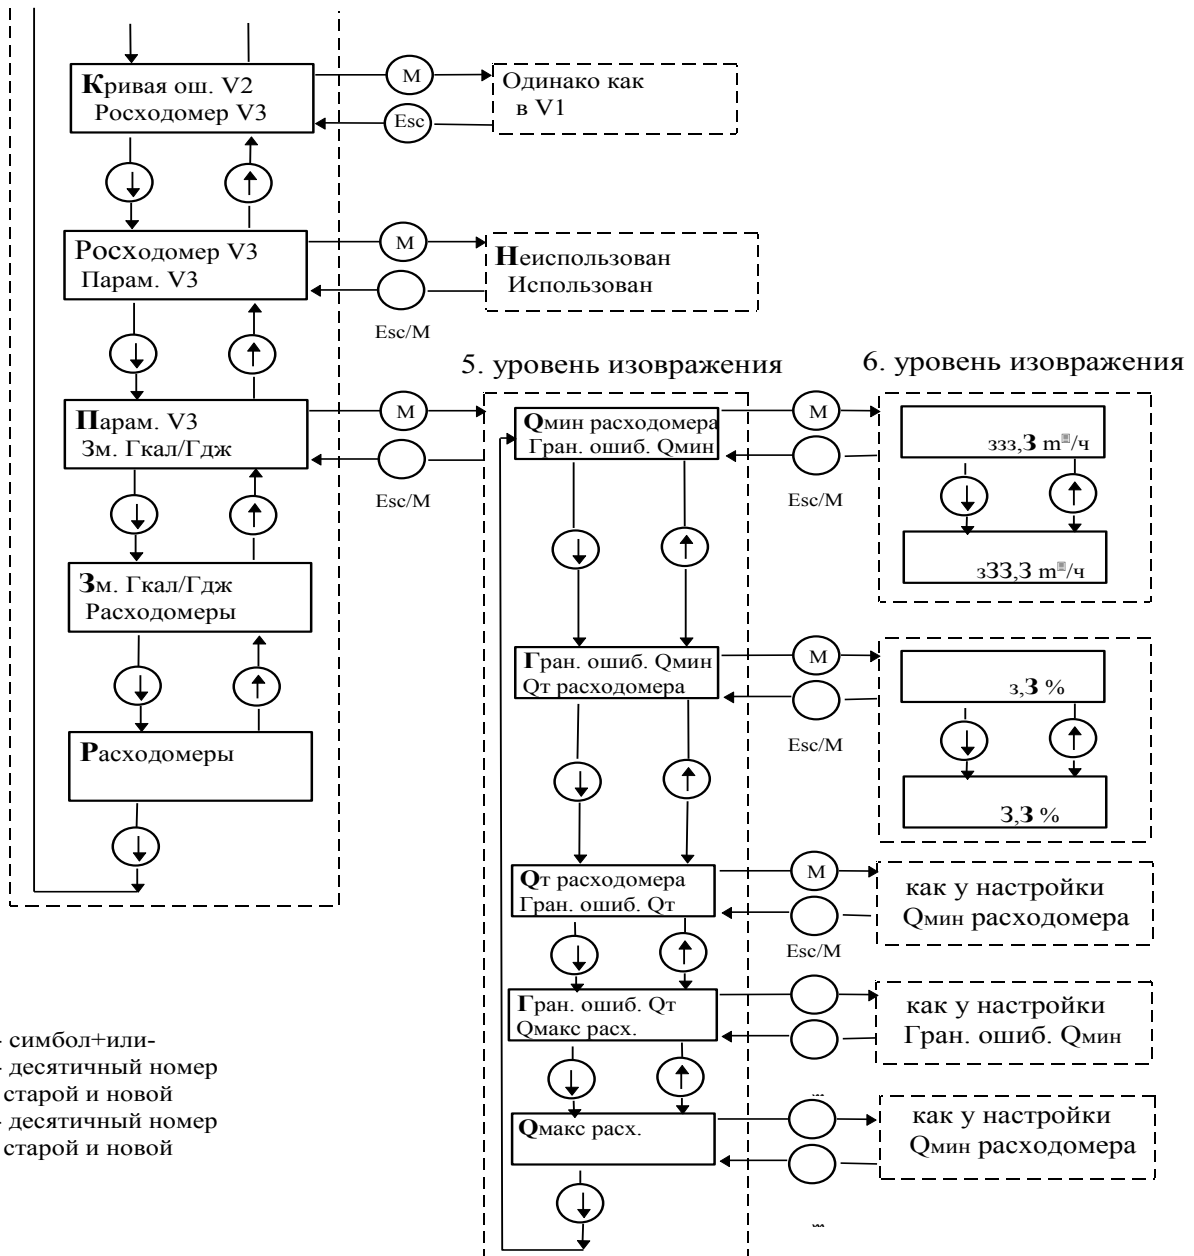 Кривая ош. V2
Росходомер V3
М
Esc
Одинако как
в V1
Росходомер V3
Парам. V3
М
Esc/М
Неиспользован
Использован
5. уровень изовражения
6. уровень изовражения
Парам. V3
Зм. Гкал/Гдж
М
Esc/М
Qмин расходомера
Гран. ошиб. Qмин
М
Esc/М
ззз,З m/ч
зЗЗ,З m/ч
Зм. Гкал/Гдж
Расходомеры
Гран. ошиб. Qмин
Qт расходомера
М
Esc/М
з,З %
З,З %
Расходомеры
Qт расходомера
Гран. ошиб. Qт
М
Esc/М
как у настройки
Qмин расходомера
Гран. ошиб. Qт
Qмакс расх.
как у настройки
Гран. ошиб. Qмин
- символ+или-
- десятичный номер
старой и новой
- десятичный номер
старой и новой
Qмакс расх.
как у настройки
Qмин расходомера